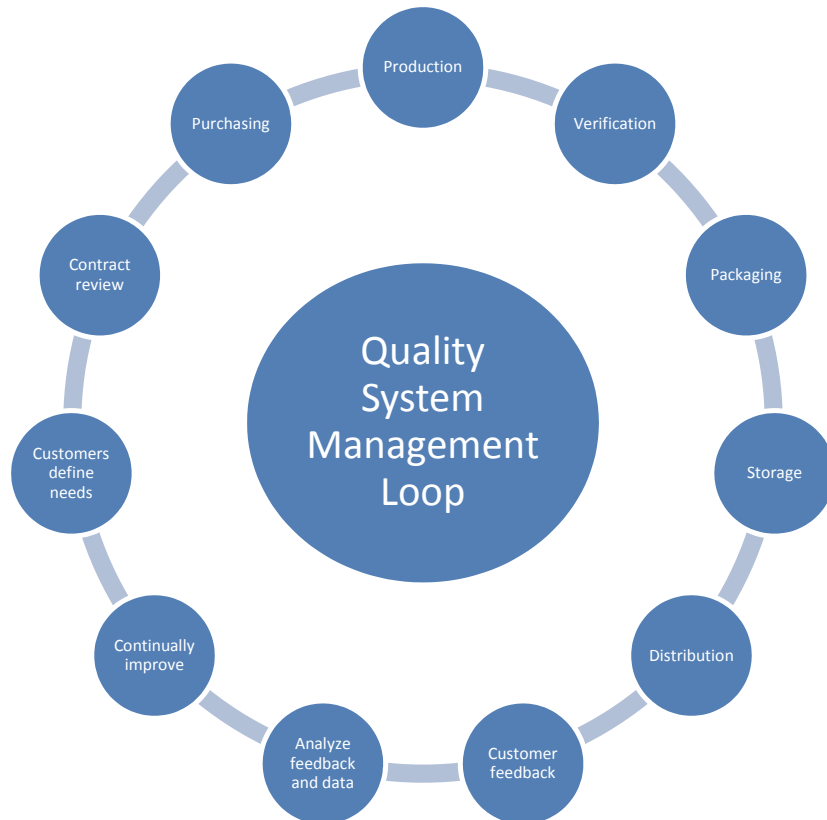 Production
Verification
Packaging
Storage
Distribution
Customer
feedback
Analyze
feedback
and data
Continually
improve
Customers
define
needs
Contract
review
Purchasing
Quality
System
Management
Loop